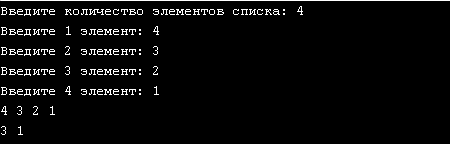 Введите количество элементов списка: 4
Введите 1 элемент: 4
Введите 2 элемент: 3
Введите 3 элемент: 2
Введите 4 элемент: 1
4 3 2 1
3 1